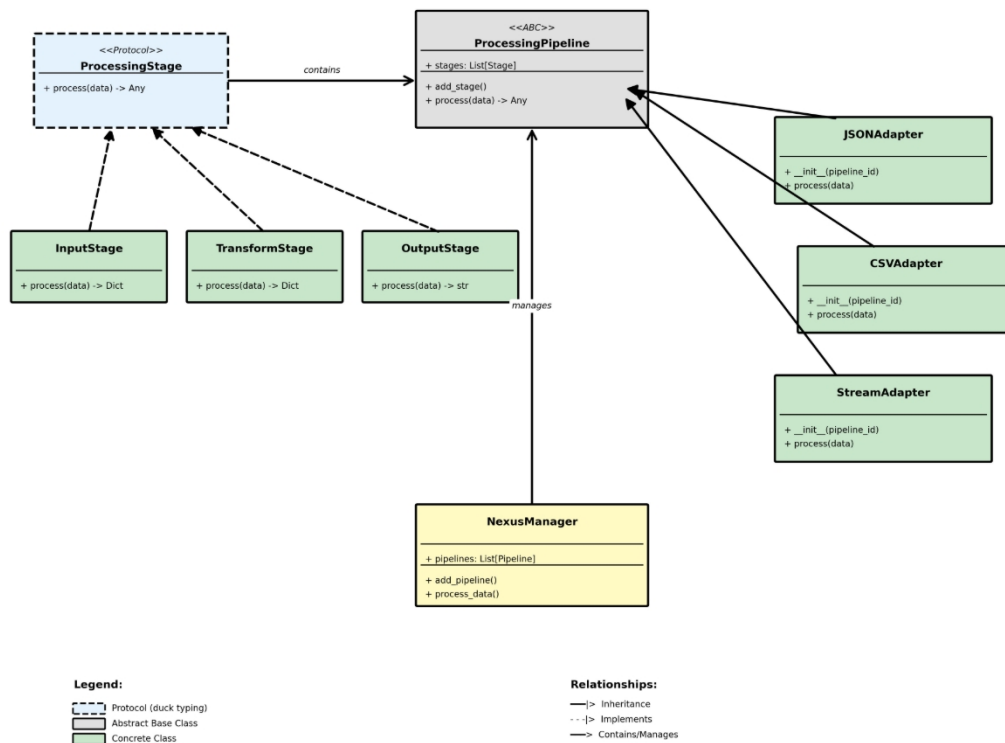 <<Protocol>>
ProcessingStage
+ process(data) -> Any
contains
<<ABC>>
ProcessingPipeline
+ stages: List[Stage]
+ add_stage()
+ process(data) -> Any
JSONAdapter
+ __init__(pipeline_id)
+ process(data)
InputStage
+ process(data) -> Dict
TransformStage
+ process(data) -> Dict
OutputStage
+ process(data) -> str
manages
CSVAdapter
+ __init__(pipeline_id)
+ process(data)
StreamAdapter
+ __init__(pipeline_id)
+ process(data)
NexusManager
+ pipelines: List[Pipeline]
+ add_pipeline()
+ process_data()
Legend:
Protocol (duck typing)
Abstract Base Class
Concrete Class
Relationships:
—|> Inheritance
---|> Implements
—> Contains/Manages